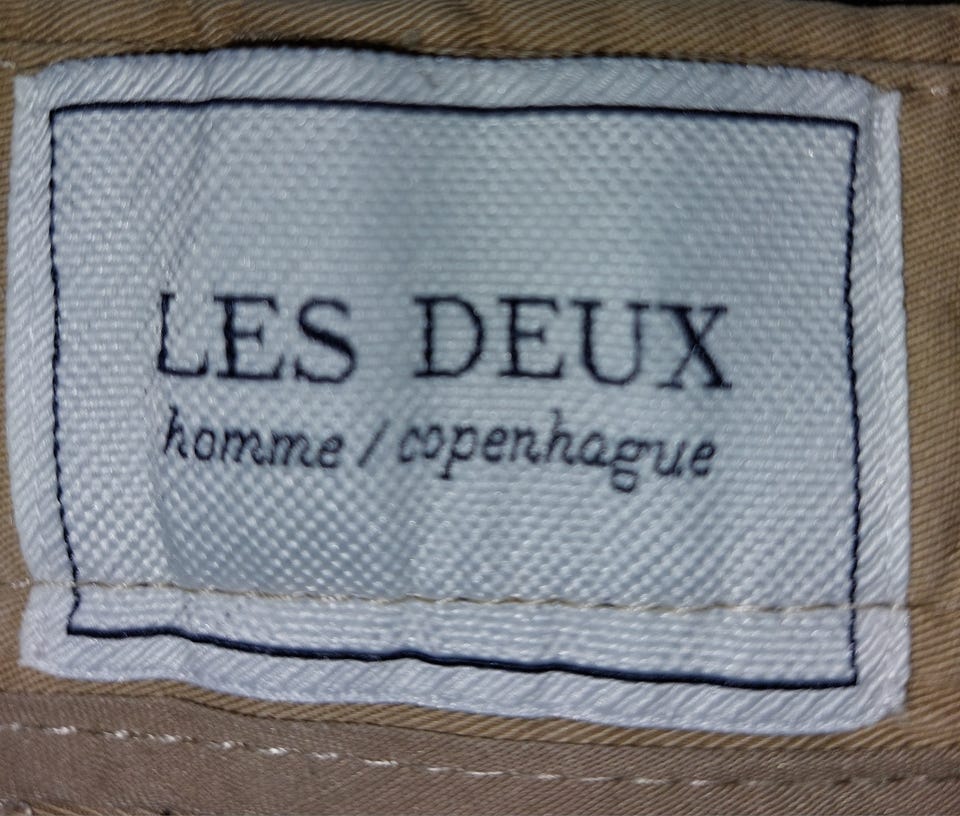 LES DEUX
homme / copenhague